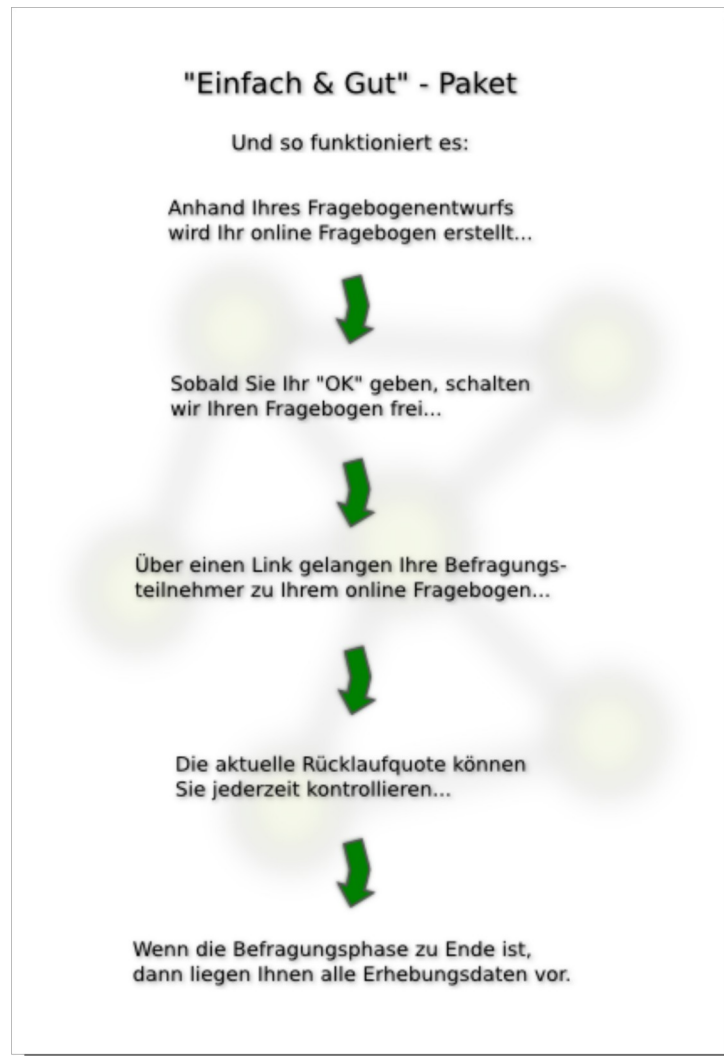 "Einfach & Gut" - Paket
Und so funktioniert es:
Anhand Ihres Fragebogenentwurfs
wird Ihr online Fragebogen erstellt...
Sobald Sie Ihr "OK" geben, schalten
wir Ihren Fragebogen frei...
Über einen Link gelangen Ihre Befragungs-
teilnehmer zu Ihrem online Fragebogen...
Die aktuelle Rücklaufquote können
Sie jederzeit kontrollieren...
Wenn die Befragungsphase zu Ende ist,
dann liegen Ihnen alle Erhebungsdaten vor.